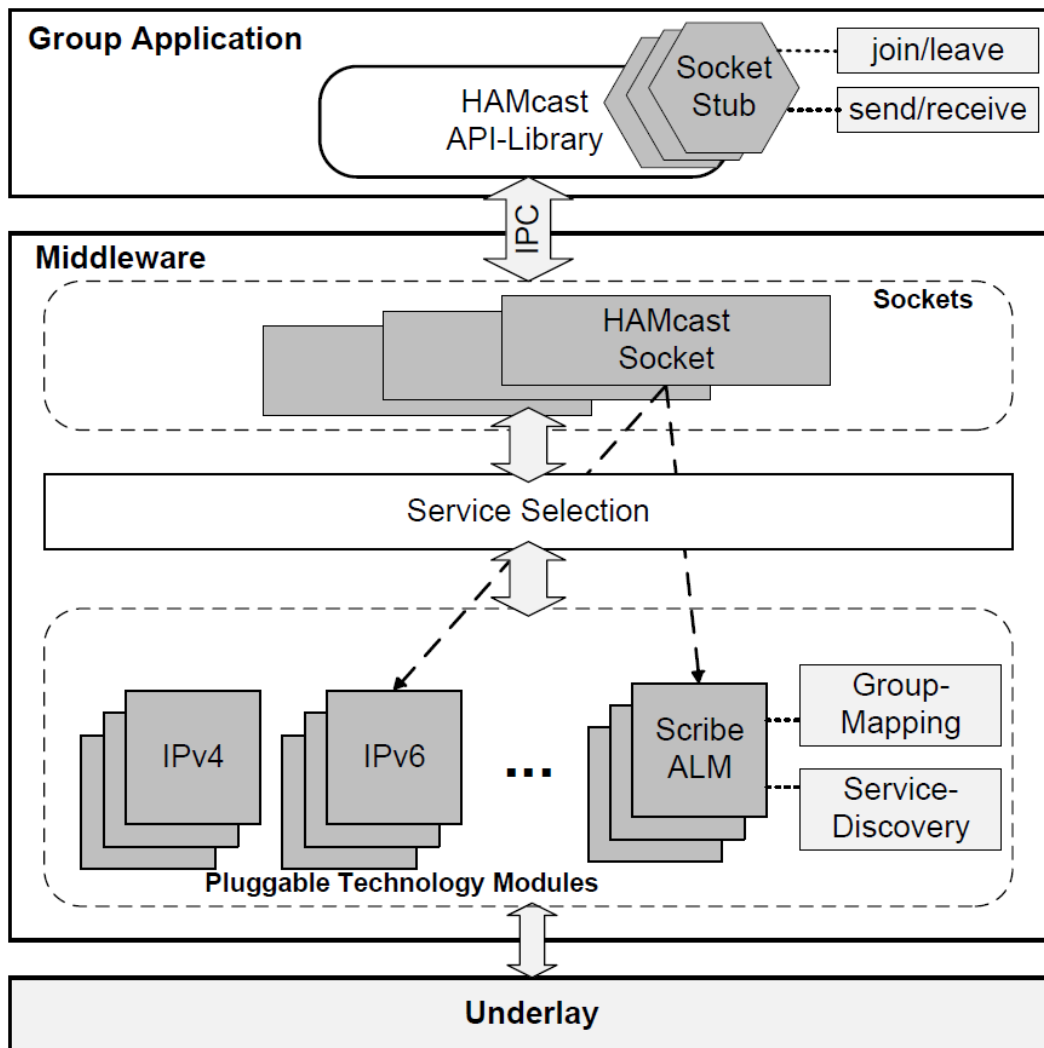 Group Application
HAMcast
API-Library
Socket
Stub
join/leave
send/receive
IPC
Middleware
Sockets
HAMcast
Socket
Service Selection
IPv4
IPv6
...
Scribe
ALM
Group-
Mapping
Service-
Discovery
Pluggable Technology Modules
Underlay